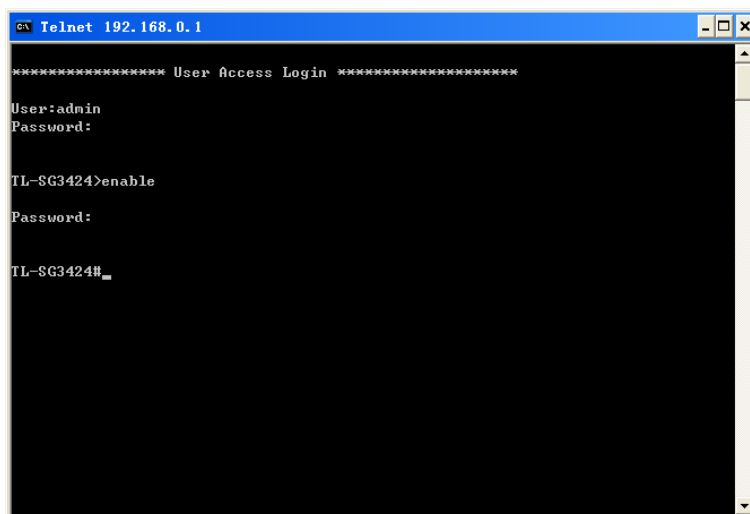 Telnet 192.168.0.1
***************** User Access Login ********************
User:admin
Password:
TL-SG3424>enable
Password:
TL-SG3424#_